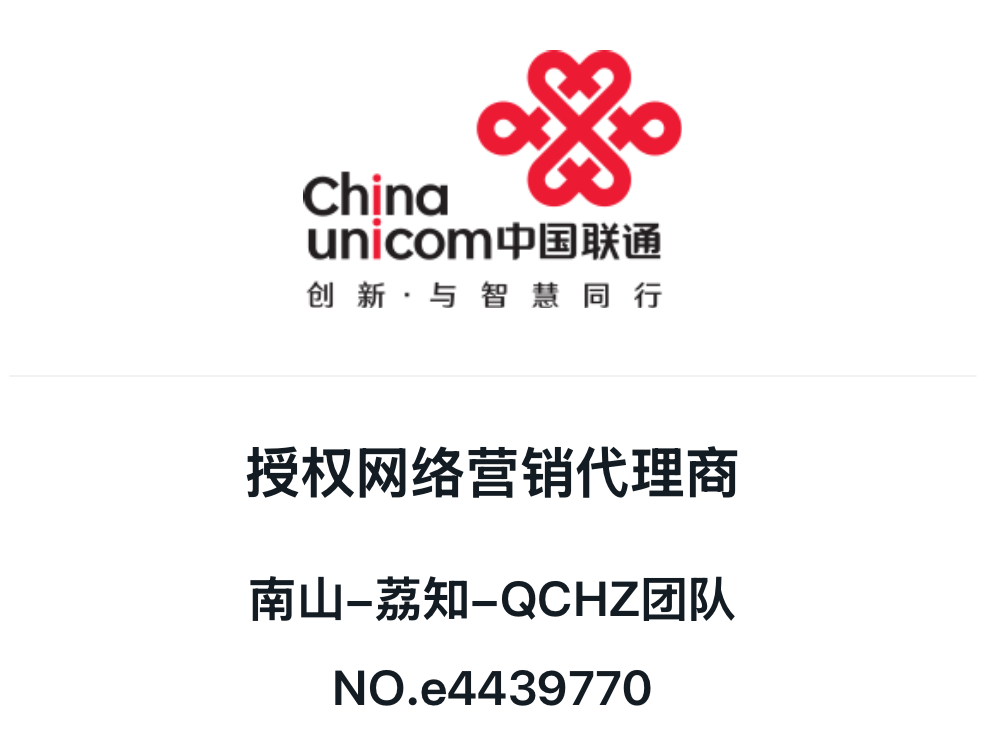 China
unicom中国联通
创新·与智慧同行
授权网络营销代理商
南山–荔知–QCHZ团队
NO.e4439770